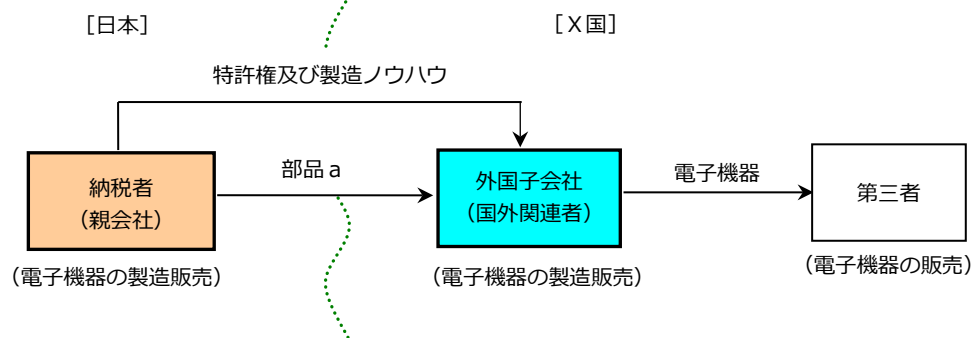 ［日本］
［Ｘ国］
特許権及び製造ノウハウ
部品ａ
電子機器
納税者
（親会社）
外国子会社
（国外関連者）
第三者
（電子機器の製造販売）
（電子機器の製造販売）
（電子機器の販売）